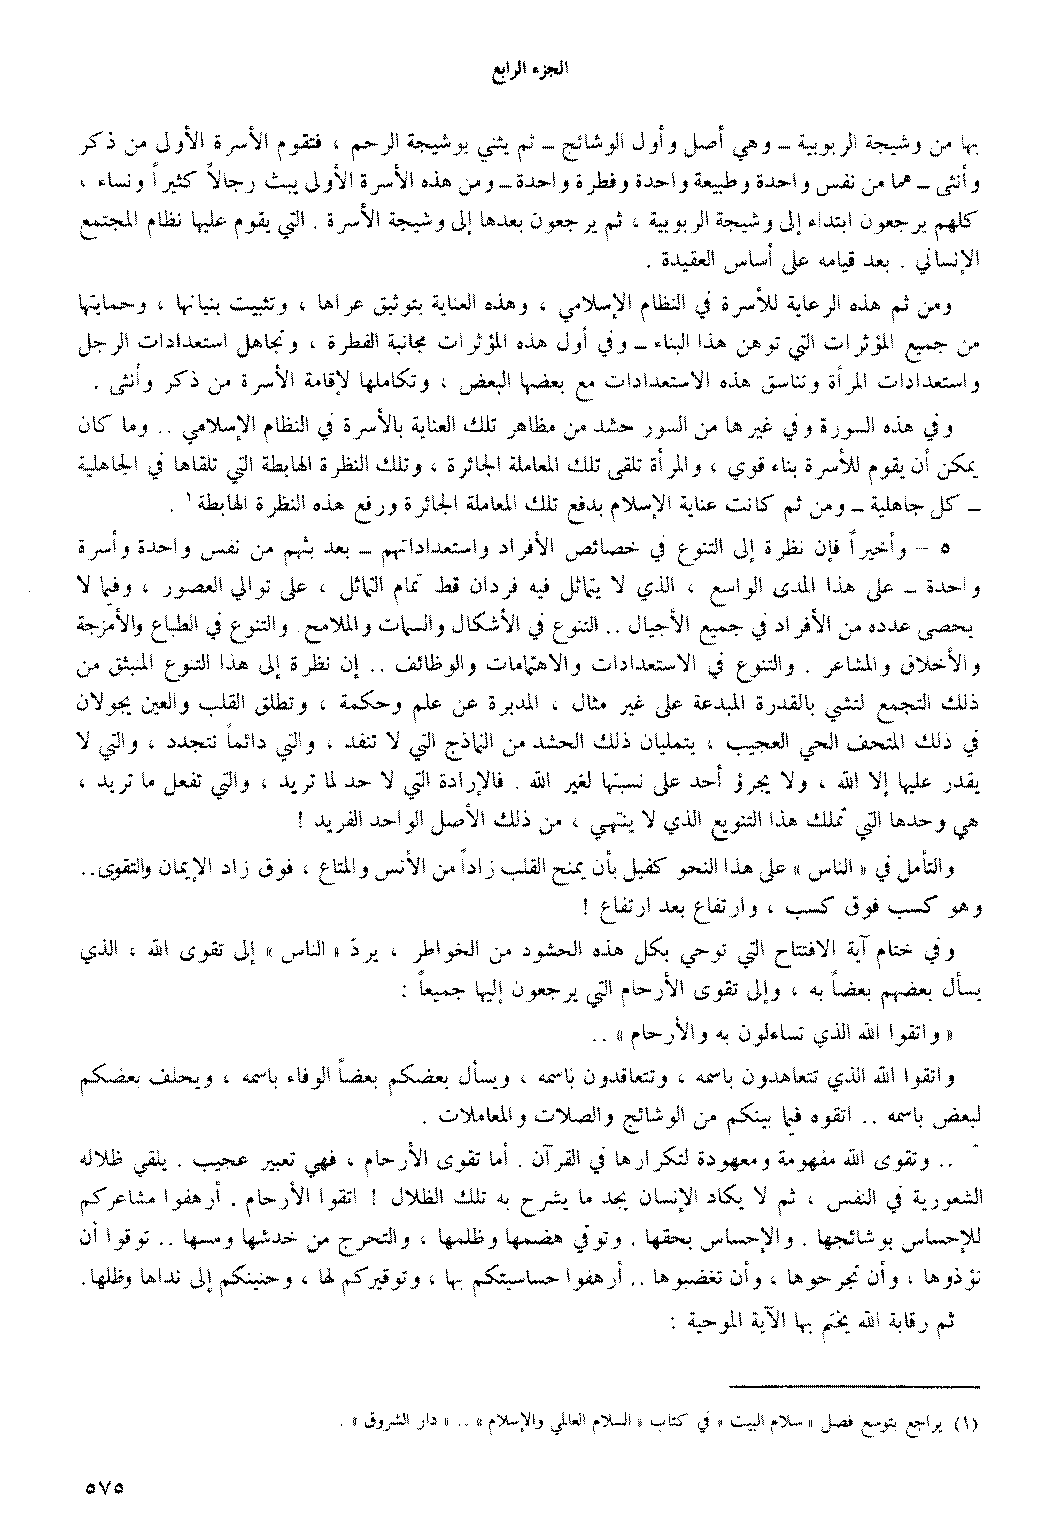 الجزء الرابع
بها من وشيجة الربوبية – وهي أصل وأول الوشائج – ثم يثني بوشيجة الرحم ، فتقوم الأسرة الأولى من ذكر
وأنثى – هما من نفس واحدة وطبيعة واحدة وفطرة واحدة – ومن هذه الأسرة الأولى يبث رجالاً كثيراً ونساء ،
كلهم يرجعون ابتداء إلى وشيجة الربوبية ، ثم يرجعون بعدها إلى وشيجة الأسرة . التي يقوم عليها نظام المجتمع
الإنساني . بعد قيامه على أساس العقيدة .
ومن ثم هذه الرعاية للأسرة في النظام الإسلامي ، وهذه العناية بتوثيق عراها ، وتثبيت بنيانها ، وحمايتها
من جميع المؤثرات التي توهن هذا البناء – وفي أول هذه المؤثرات مجانبة الفطرة ، وتجاهل استعدادات الرجل
واستعدادات المرأة وتناسق هذه الاستعدادات مع بعضها البعض ، وتكاملها لإقامة الأسرة من ذكر وأنثى .
وفي هذه السورة وفي غيرها من السور حشد من مظاهر تلك العناية بالأسرة في النظام الإسلامي .. وما كان
يمكن أن يقوم للأسرة بناء قوي ، والمرأة تلقى تلك المعاملة الجائرة ، وتلك النظرة الهابطة التي تلقاها في الجاهلية
– كل جاهلية – ومن ثم كانت عناية الإسلام بدفع تلك المعاملة الجائرة ورفع هذه النظرة الهابطة ١ .
٥ – وأخيراً فإن نظرة إلى التنوع في خصائص الأفراد واستعداداتهم – بعد بثهم من نفس واحدة وأسرة
واحدة – على هذا المدى الواسع ، الذي لا يتماثل فيه فردان قط تمام التماثل ، على توالي العصور ، وفيما لا
يحصى عدده من الأفراد في جميع الأجيال .. التنوع في الأشكال والسمات والملامح . والتنوع في الطباع والأمزجة
والأخلاق والمشاعر . والتنوع في الاستعدادات والاهتمامات والوظائف .. إن نظرة إلى هذا التنوع المنبثق من
ذلك التجمع لتشي بالقدرة المبدعة على غير مثال ، المدبرة عن علم وحكمة ، وتطلق القلب والعين يجولان
في ذلك المتحف الحي العجيب ، يتمليان ذلك الحشد من النماذج التي لا تنفد ، والتي دائماً تتجدد ، والتي لا
يقدر عليها إلا الله ، ولا يجرؤ أحد على نسبتها لغير الله . فالإرادة التي لا حد لما تريد ، والتي تفعل ما تريد ،
هي وحدها التي تملك هذا التنويع الذي لا ينتهي ، من ذلك الأصل الواحد الفريد !
والتأمل في « الناس » على هذا النحو كفيل بأن يمنح القلب زاداً من الأنس والمتاع ، فوق زاد الإيمان والتقوى..
وهو كسب فوق كسب ، وارتفاع بعد ارتفاع !
وفي ختام آية الافتتاح التي توحي بكل هذه الحشود من الخواطر ، يردّ « الناس » إلى تقوى الله ، الذي
يسأل بعضهم بعضاً به ، وإلى تقوى الأرحام التي يرجعون إليها جميعاً :
« واتقوا الله الذي تساءلون به والأرحام » ..
واتقوا الله الذي تتعاهدون باسمه ، وتتعاقدون باسمه ، ويسأل بعضكم بعضاً الوفاء باسمه ، ويحلف بعضكم
لبعض باسمه .. اتقوه فيما بينكم من الوشائج والصلات والمعاملات .
.. وتقوى الله مفهومة ومعهودة لتكرارها في القرآن . أما تقوى الأرحام ، فهي تعبير عجيب . يلقي ظلاله
الشعورية في النفس ، ثم لا يكاد الإنسان يجد ما يشرح به تلك الظلال ! اتقوا الأرحام . أرهفوا مشاعركم
للإحساس بوشائجها . والإحساس بحقها . وتوقي هضمها وظلمها ، والتحرج من خدشها ومسها .. توقوا أن
تؤذوها ، وأن تجرحوها ، وأن تغضبوها .. أرهفوا حساسيتكم بها ، وتوقيركم لها ، وحنينكم إلى نداها وظلها.
ثم رقابة الله يختم بها الآية الموحية :
(١) يراجع بتوسع فصل « سلام البيت » في كتاب « السلام العالمي والإسلام » .. « دار الشروق » .
٥٧٥